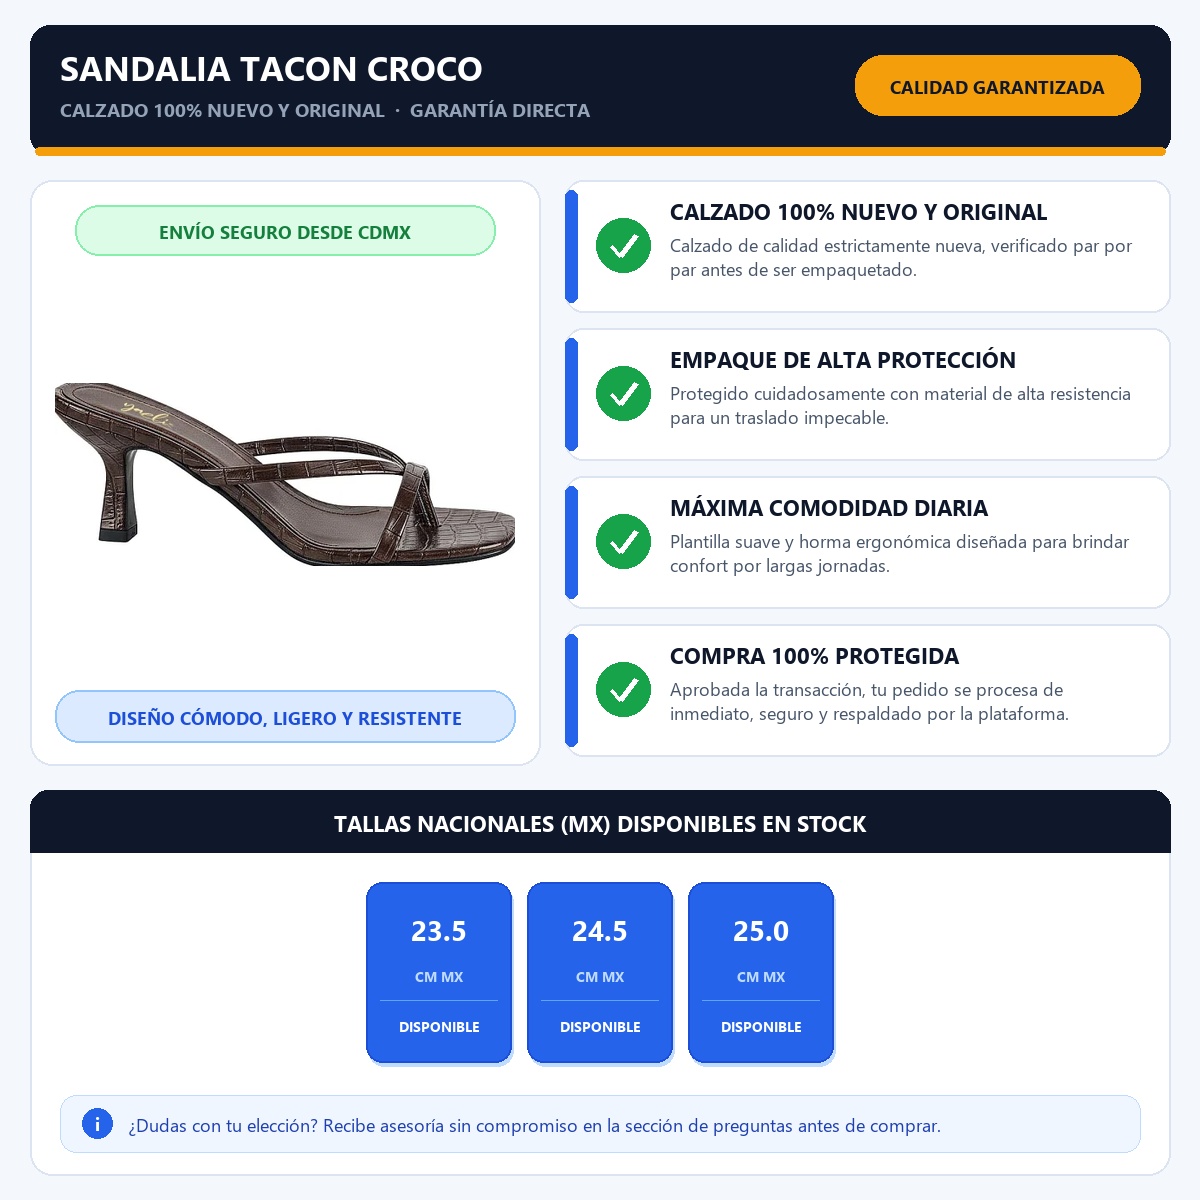 SANDALIA TACON CROCO
CALZADO 100% NUEVO Y ORIGINAL · GARANTÍA DIRECTA
CALIDAD GARANTIZADA
ENVÍO SEGURO DESDE CDMX
yaeli
DISEÑO CÓMODO, LIGERO Y RESISTENTE
CALZADO 100% NUEVO Y ORIGINAL
Calzado de calidad estrictamente nueva, verificado par por
par antes de ser empaquetado.
EMPAQUE DE ALTA PROTECCIÓN
Protegido cuidadosamente con material de alta resistencia
para un traslado impecable.
MÁXIMA COMODIDAD DIARIA
Plantilla suave y horma ergonómica diseñada para brindar
confort por largas jornadas.
COMPRA 100% PROTEGIDA
Aprobada la transacción, tu pedido se procesa de
inmediato, seguro y respaldado por la plataforma.
TALLAS NACIONALES (MX) DISPONIBLES EN STOCK
23.5
CM MX
DISPONIBLE
24.5
CM MX
DISPONIBLE
25.0
CM MX
DISPONIBLE
¿Dudas con tu elección? Recibe asesoría sin compromiso en la sección de preguntas antes de comprar.